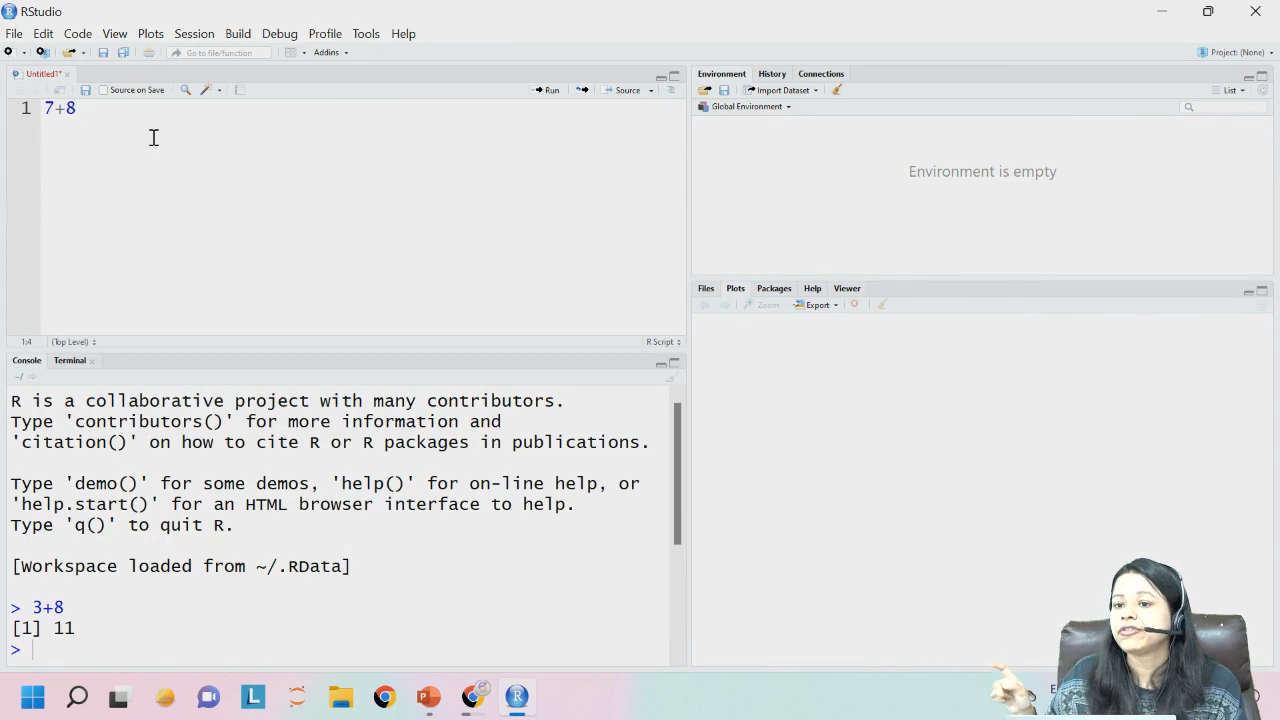 RStudio
File Edit Code View Plots Session Build Debug Profile Tools Help
Go to file/function Addins Project: (None)
Untitled1*
Source on Save Run Source
1 7+8
1:4 (Top Level) R Script
Console Terminal
~/
R is a collaborative project with many contributors.
Type 'contributors()' for more information and
'citation()' on how to cite R or R packages in publications.
Type 'demo()' for some demos, 'help()' for on-line help, or
'help.start()' for an HTML browser interface to help.
Type 'q()' to quit R.
[Workspace loaded from ~/.RData]
> 3+8
[1] 11
>
Environment History Connections
Import Dataset List
Global Environment
Environment is empty
Files Plots Packages Help Viewer
Zoom Export